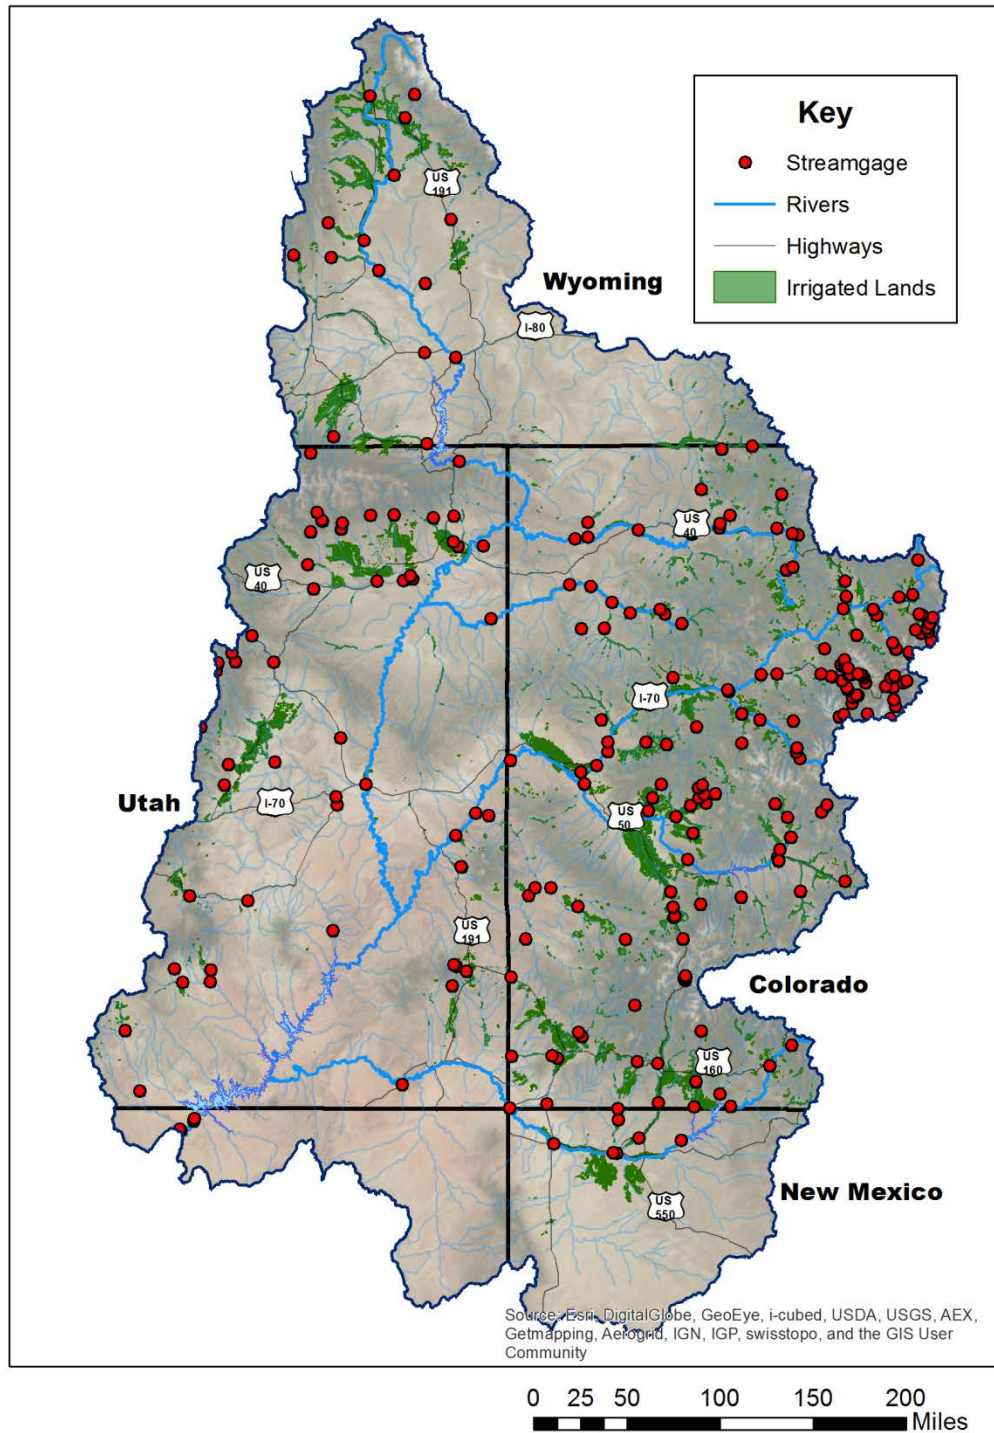 Key
Streamgage
Rivers
Highways
Irrigated Lands
US
191
Wyoming
I-80
US
40
US
40
I-70
Utah
I-70
US
50
US
191
Colorado
US
160
New Mexico
US
550
Source: Esri, DigitalGlobe, GeoEye, i-cubed, USDA, USGS, AEX,
Getmapping, Aerogrid, IGN, IGP, swisstopo, and the GIS User
Community
0 25 50 100 150 200
Miles